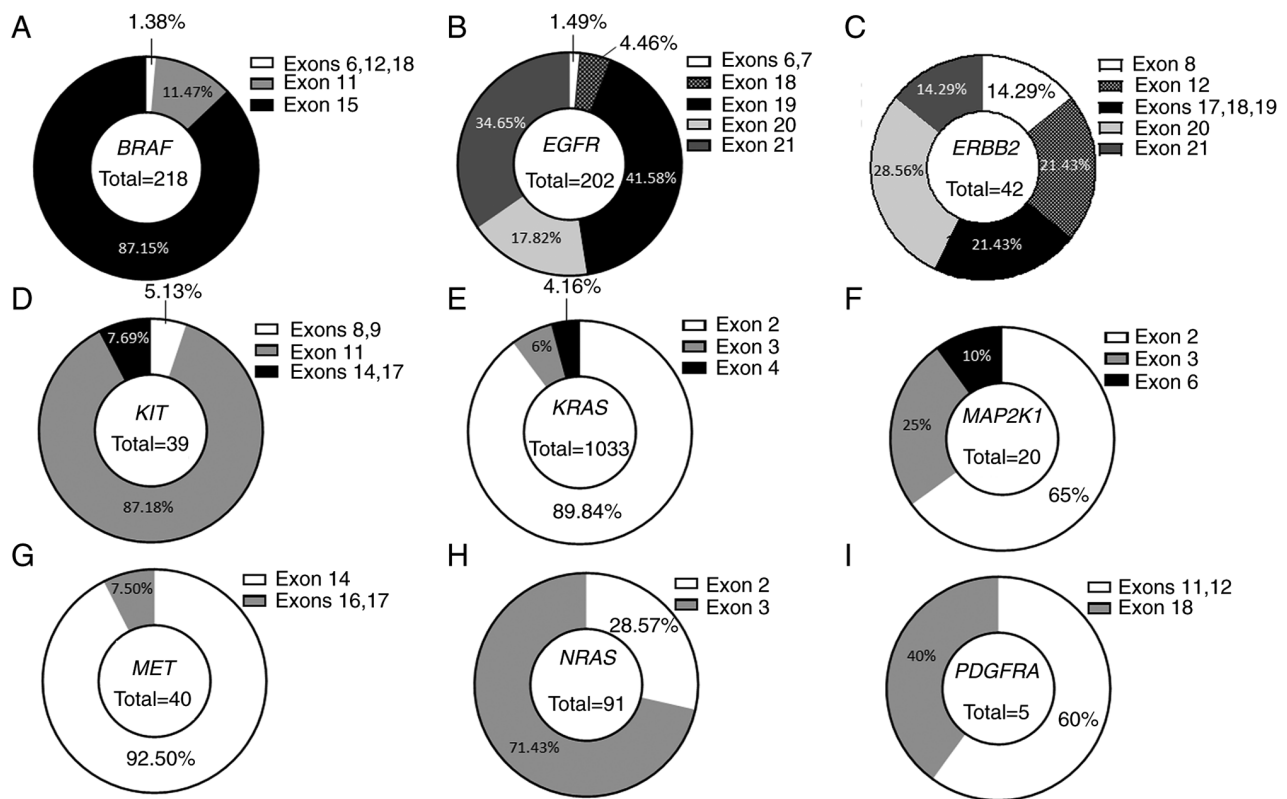 A
1.38%
11.47%
87.15%
BRAF
Total=218
Exons 6,12,18
Exon 11
Exon 15
B
1.49%
4.46%
34.65%
41.58%
17.82%
EGFR
Total=202
Exons 6,7
Exon 18
Exon 19
Exon 20
Exon 21
C
14.29%
14.29%
21.43%
28.56%
21.43%
ERBB2
Total=42
Exon 8
Exon 12
Exons 17,18,19
Exon 20
Exon 21
D
5.13%
7.69%
87.18%
KIT
Total=39
Exons 8,9
Exon 11
Exons 14,17
E
4.16%
6%
89.84%
KRAS
Total=1033
Exon 2
Exon 3
Exon 4
F
10%
25%
65%
MAP2K1
Total=20
Exon 2
Exon 3
Exon 6
G
7.50%
92.50%
MET
Total=40
Exon 14
Exons 16,17
H
28.57%
71.43%
NRAS
Total=91
Exon 2
Exon 3
I
40%
60%
PDGFRA
Total=5
Exons 11,12
Exon 18